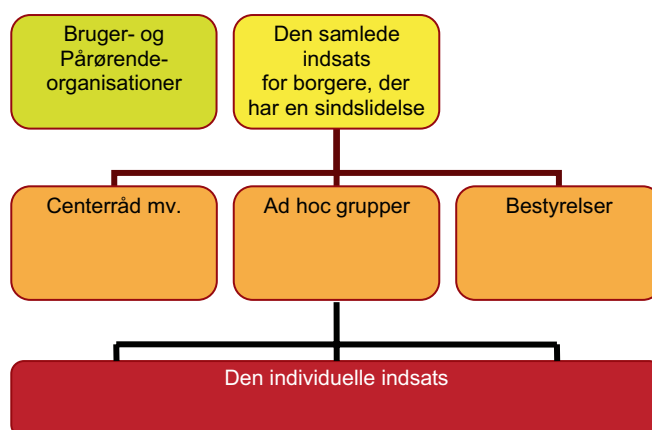 Bruger- og
Pårørende-
organisationer
Den samlede
indsats
for borgere, der
har en sindslidelse
Centerråd mv.
Ad hoc grupper
Bestyrelser
Den individuelle indsats